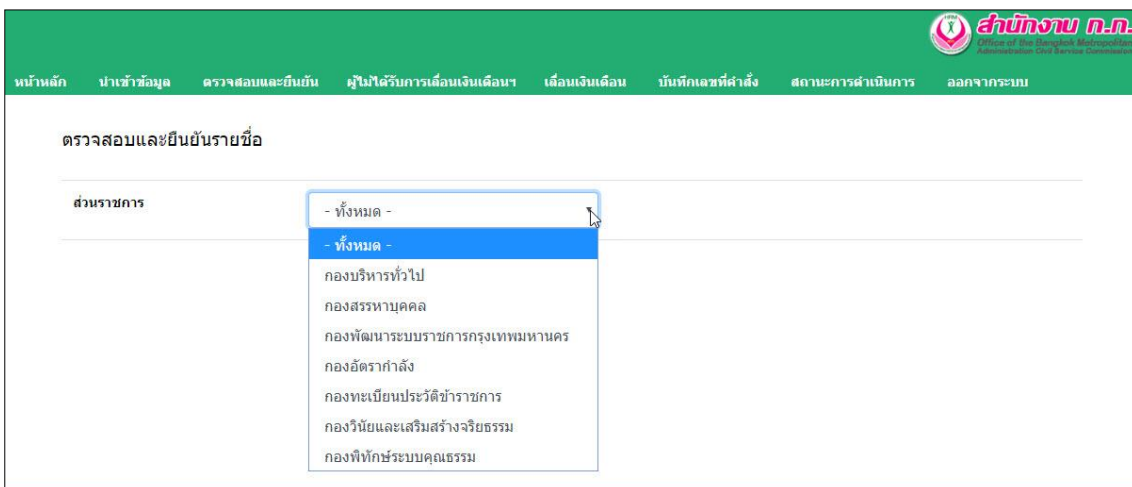 สำนักงาน ก.ก.
Office of the Bangkok Metropolitan
Administration Civil Service Commission
หน้าหลัก นำเข้าข้อมูล ตรวจสอบและยืนยัน ผู้ไม่ได้รับการเลื่อนเงินเดือนฯ เลื่อนเงินเดือน บันทึกเลขที่คำสั่ง สถานะการดำเนินการ ออกจากระบบ
ตรวจสอบและยืนยันรายชื่อ
ส่วนราชการ
- ทั้งหมด -
- ทั้งหมด -
กองบริหารทั่วไป
กองสรรหาบุคคล
กองพัฒนาระบบราชการกรุงเทพมหานคร
กองอัตรากำลัง
กองทะเบียนประวัติข้าราชการ
กองวินัยและเสริมสร้างจริยธรรม
กองพิทักษ์ระบบคุณธรรม